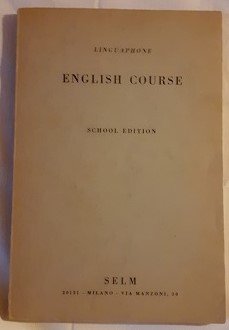 LINGUAPHONE
ENGLISH COURSE
SCHOOL EDITION
SELM
20121 - MILANO - VIA MANZONI, 38